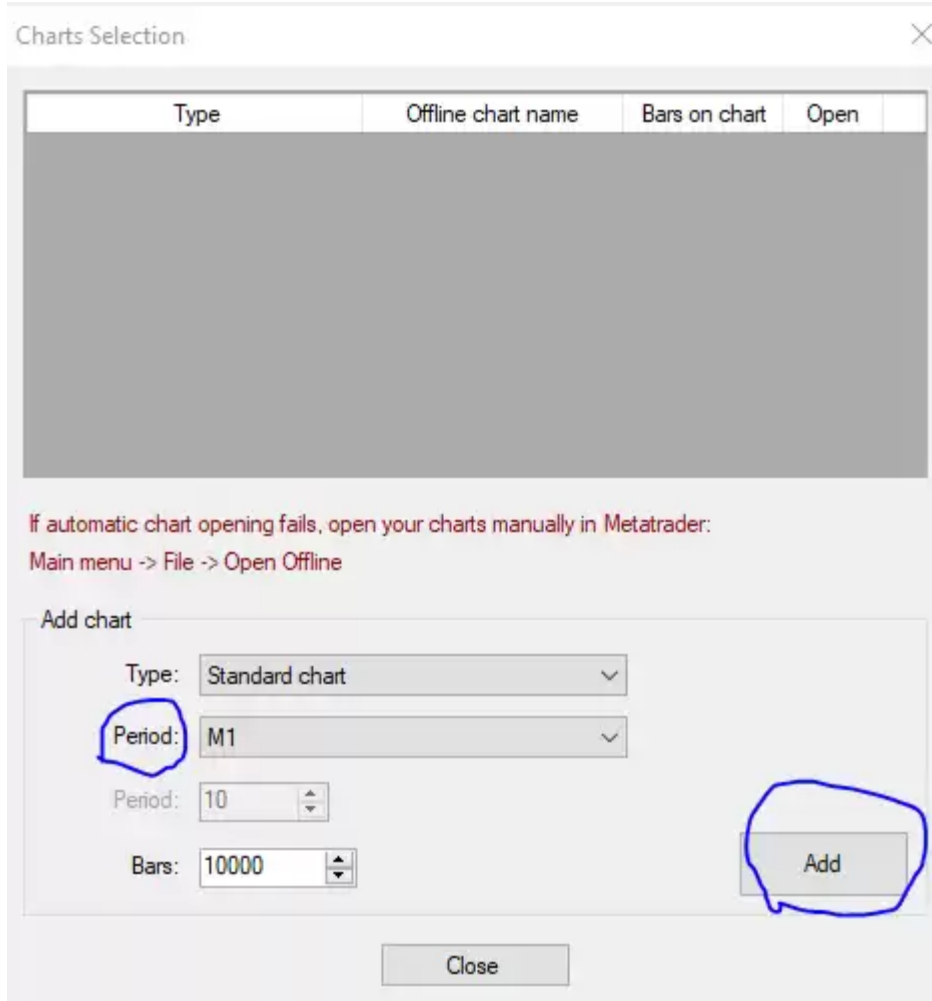 Charts Selection
Type Offline chart name Bars on chart Open
If automatic chart opening fails, open your charts manually in Metatrader:
Main menu -> File -> Open Offline
Add chart
Type: Standard chart
Period: M1
Period: 10
Bars: 10000
Add
Close